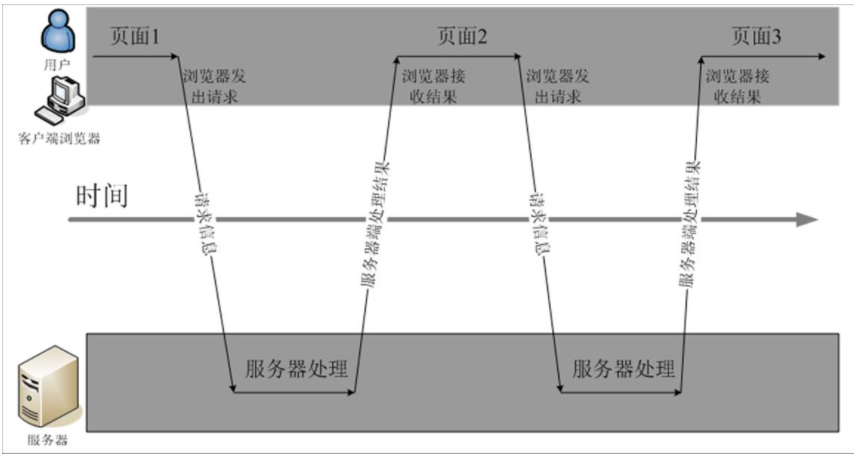 页面1
页面2
页面3
用户
浏览器发
出请求
浏览器接
收结果
浏览器发
出请求
浏览器接
收结果
客户端浏览器
时间
请求信息
服务器端处理结果
请求信息
服务器端处理结果
服务器处理
服务器处理
服务器